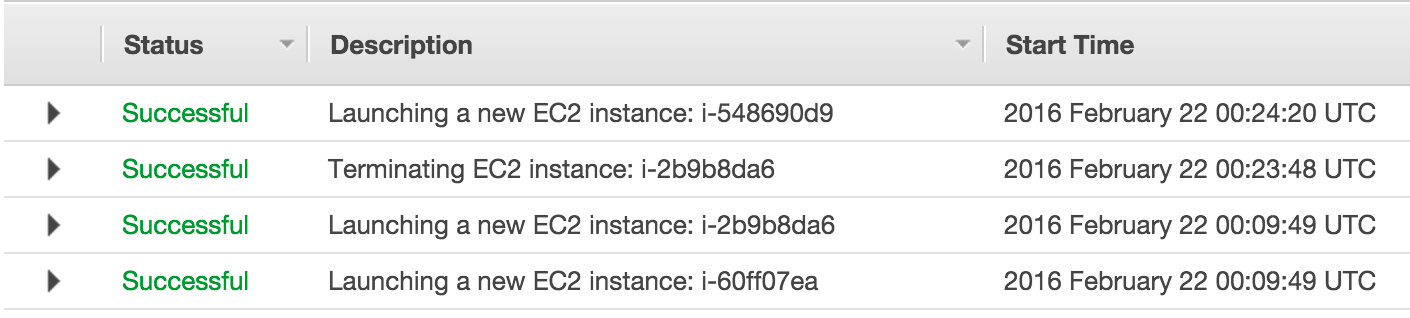 Status Description Start Time
Successful Launching a new EC2 instance: i-548690d9 2016 February 22 00:24:20 UTC
Successful Terminating EC2 instance: i-2b9b8da6 2016 February 22 00:23:48 UTC
Successful Launching a new EC2 instance: i-2b9b8da6 2016 February 22 00:09:49 UTC
Successful Launching a new EC2 instance: i-60ff07ea 2016 February 22 00:09:49 UTC